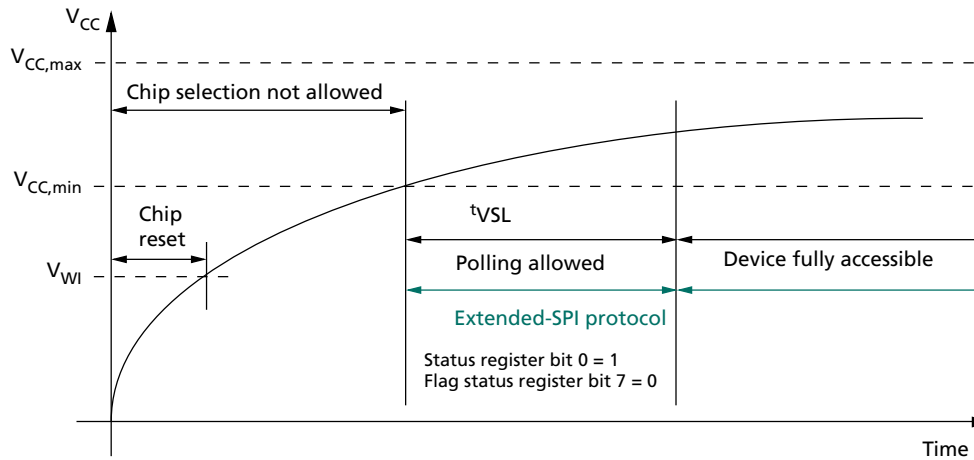 VCC
VCC,max
Chip selection not allowed
VCC,min
Chip
reset
tVSL
VWI
Polling allowed
Device fully accessible
Extended-SPI protocol
Status register bit 0 = 1
Flag status register bit 7 = 0
Time